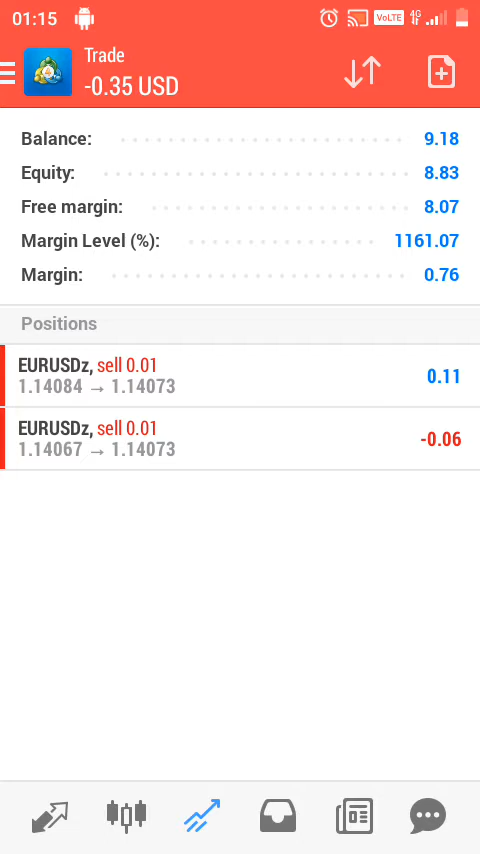 01:15 VoLTE 4G
Trade
-0.35 USD
Balance: 9.18
Equity: 8.83
Free margin: 8.07
Margin Level (%): 1161.07
Margin: 0.76
Positions
EURUSDz, sell 0.01
1.14084 → 1.14073 0.11
EURUSDz, sell 0.01
1.14067 → 1.14073 -0.06